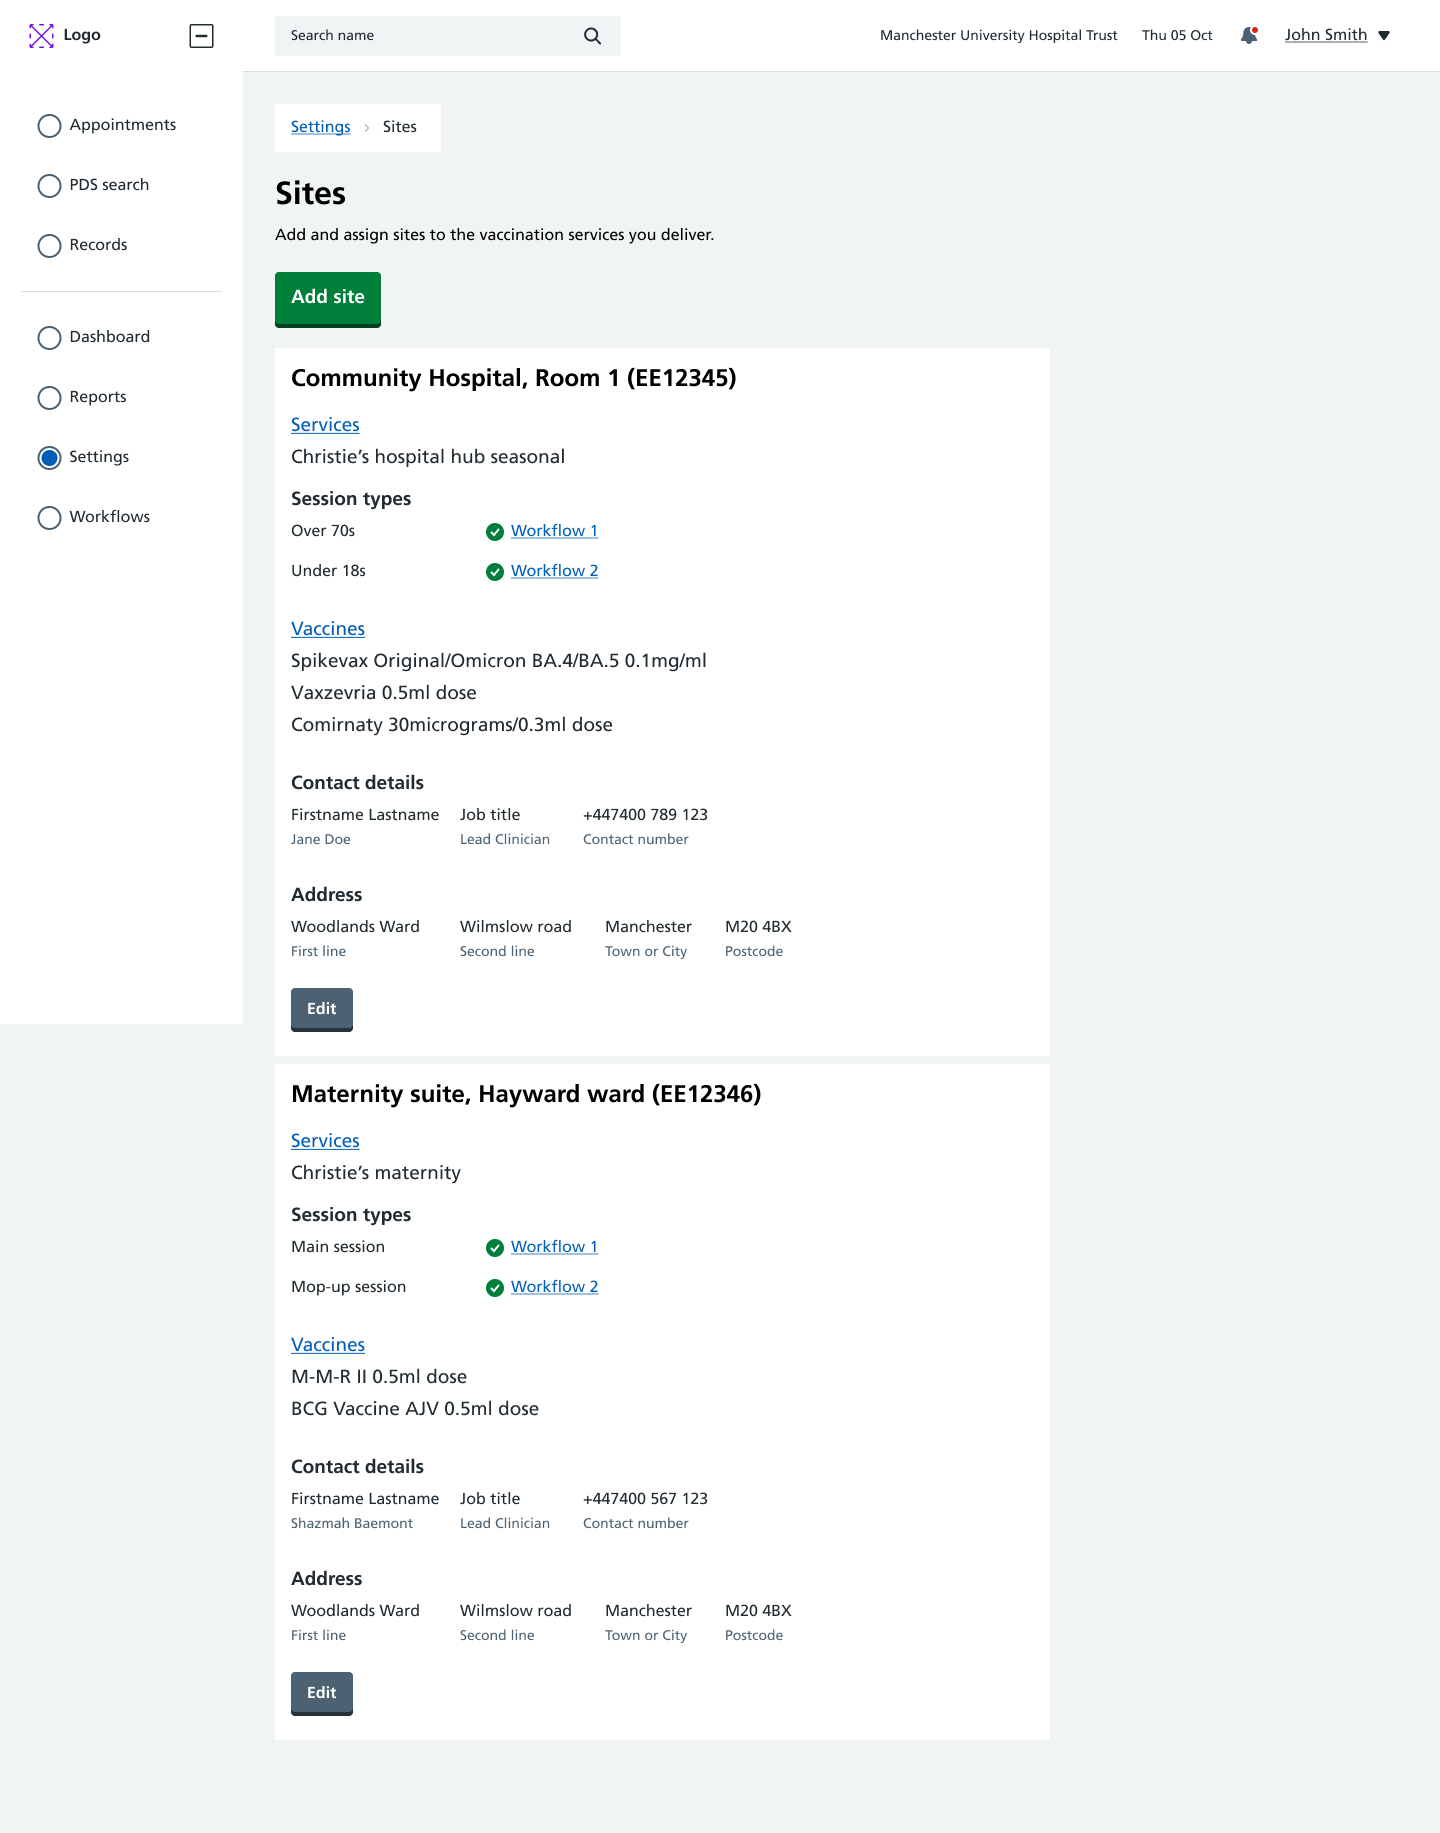 Logo
Search name
Manchester University Hospital Trust
Thu 05 Oct
John Smith
Appointments
PDS search
Records
Dashboard
Reports
Settings
Workflows
Settings › Sites
Sites
Add and assign sites to the vaccination services you deliver.
Add site
Community Hospital, Room 1 (EE12345)
Services
Christie’s hospital hub seasonal
Session types
Over 70s Workflow 1
Under 18s Workflow 2
Vaccines
Spikevax Original/Omicron BA.4/BA.5 0.1mg/ml
Vaxzevria 0.5ml dose
Comirnaty 30micrograms/0.3ml dose
Contact details
Firstname Lastname Job title +447400 789 123
Jane Doe Lead Clinician Contact number
Address
Woodlands Ward Wilmslow road Manchester M20 4BX
First line Second line Town or City Postcode
Edit
Maternity suite, Hayward ward (EE12346)
Services
Christie’s maternity
Session types
Main session Workflow 1
Mop-up session Workflow 2
Vaccines
M-M-R II 0.5ml dose
BCG Vaccine AJV 0.5ml dose
Contact details
Firstname Lastname Job title +447400 567 123
Shazmah Baemont Lead Clinician Contact number
Address
Woodlands Ward Wilmslow road Manchester M20 4BX
First line Second line Town or City Postcode
Edit